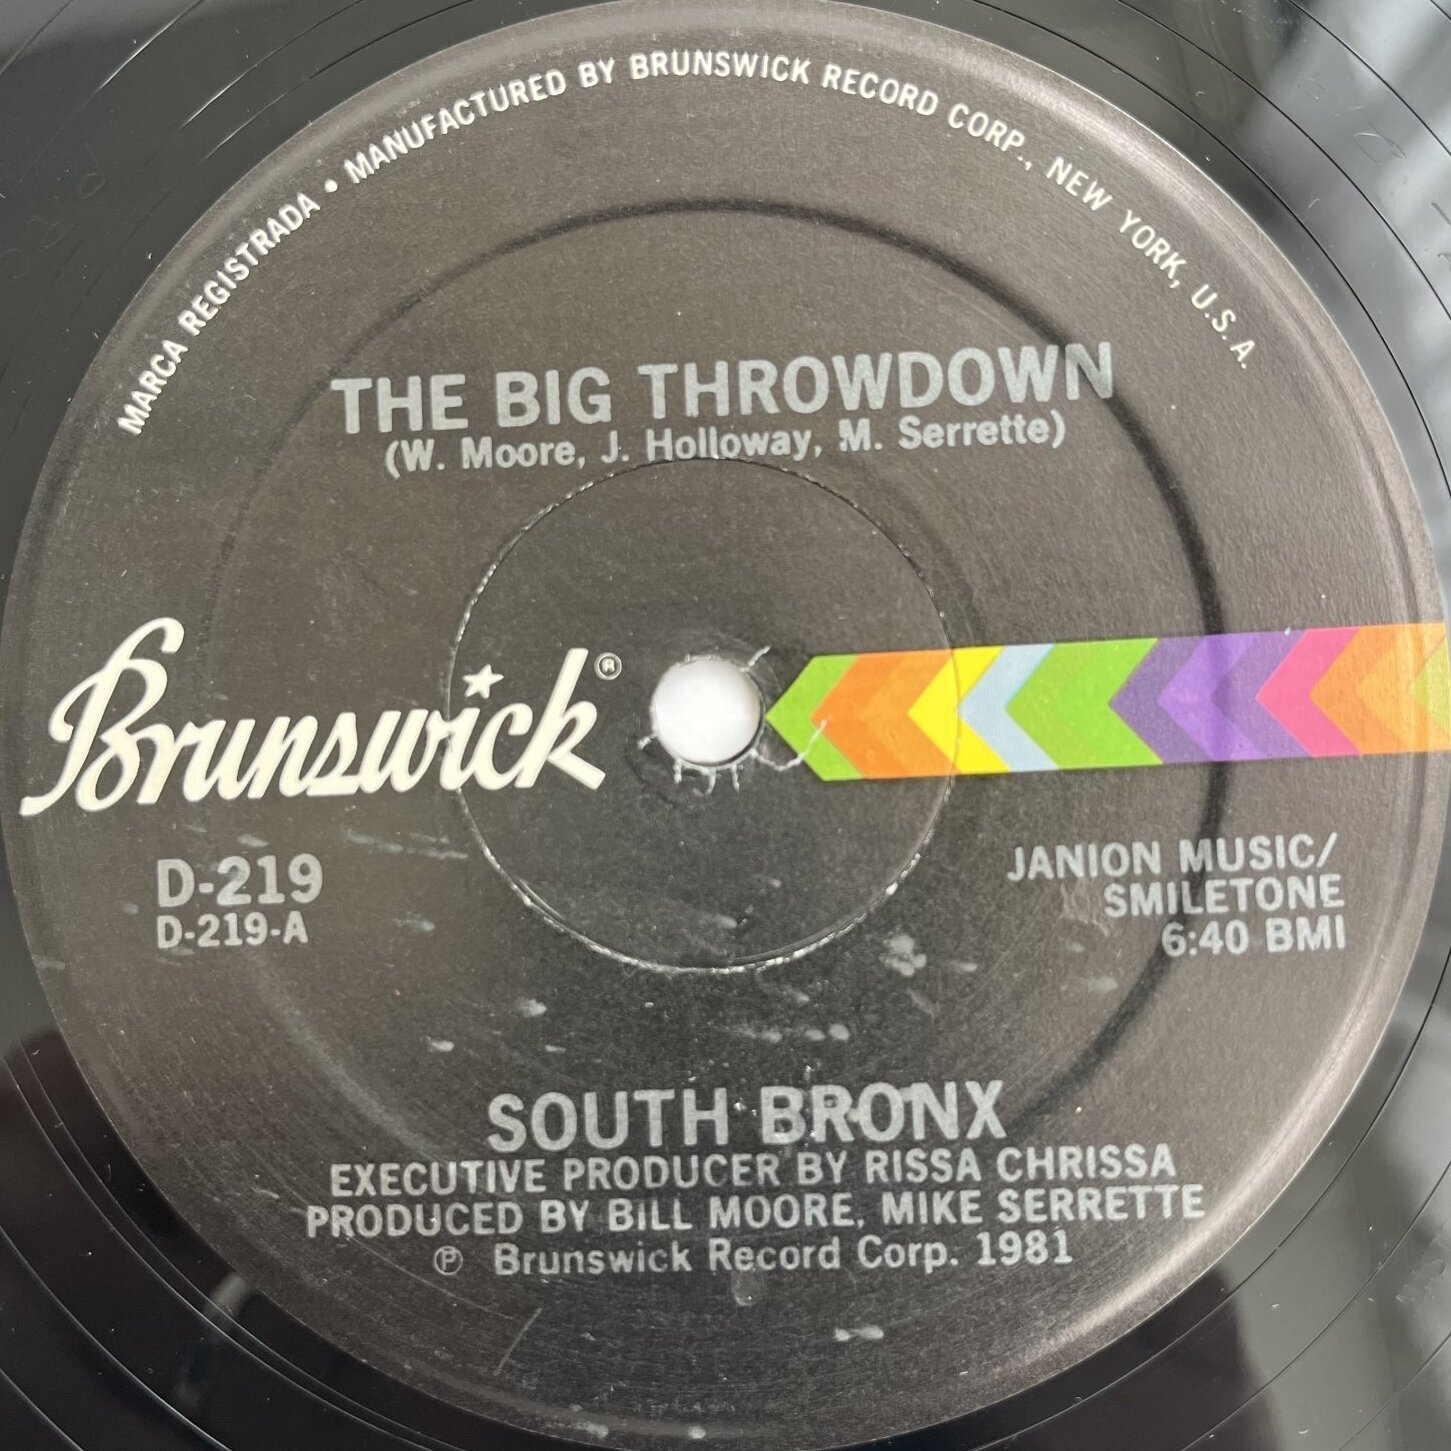 MARCA REGISTRADA • MANUFACTURED BY BRUNSWICK RECORD CORP., NEW YORK, U.S.A.
THE BIG THROWDOWN
(W. Moore, J. Holloway, M. Serrette)
Brunswick®
D-219
D-219-A
JANION MUSIC/
SMILETONE
6:40 BMI
SOUTH BRONX
EXECUTIVE PRODUCER BY RISSA CHRISSA
PRODUCED BY BILL MOORE, MIKE SERRETTE
℗ Brunswick Record Corp. 1981